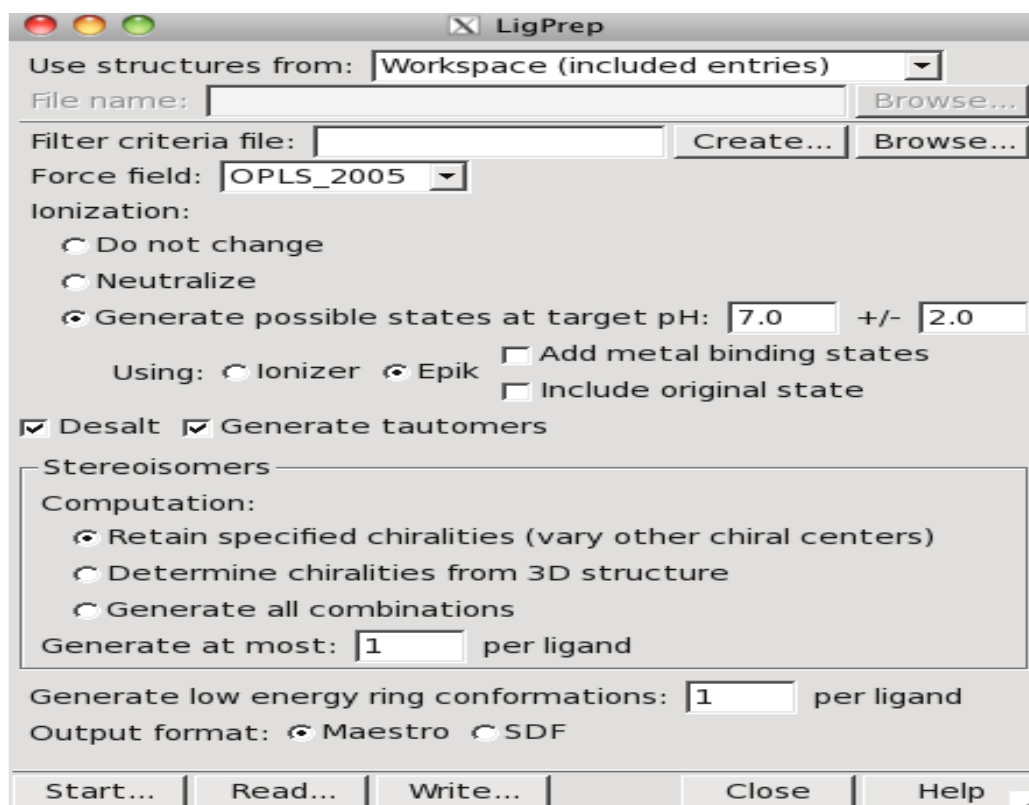 LigPrep
Use structures from: Workspace (included entries)
File name: Browse...
Filter criteria file: Create... Browse...
Force field: OPLS_2005
Ionization:
Do not change
Neutralize
Generate possible states at target pH: 7.0 +/- 2.0
Add metal binding states
Using: Ionizer Epik
Include original state
Desalt Generate tautomers
Stereoisomers
Computation:
Retain specified chiralities (vary other chiral centers)
Determine chiralities from 3D structure
Generate all combinations
Generate at most: 1 per ligand
Generate low energy ring conformations: 1 per ligand
Output format: Maestro SDF
Start... Read... Write... Close Help